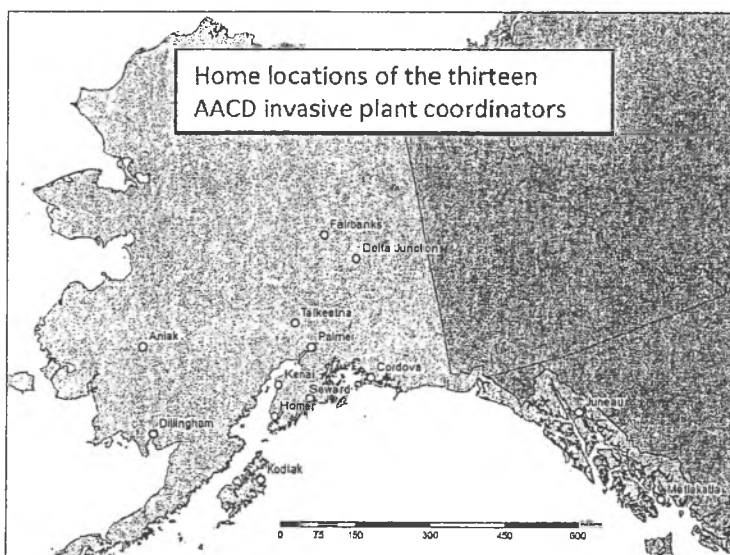 Home locations of the thirteen
AACD invasive plant coordinators
Fairbanks
Delta Junction
Talkeetna
Aniak
Palmer
Kenai
Cordova
Seward
Homer
Juneau
Dillingham
Kodiak
Metlakatla
0 75 150 300 450 600